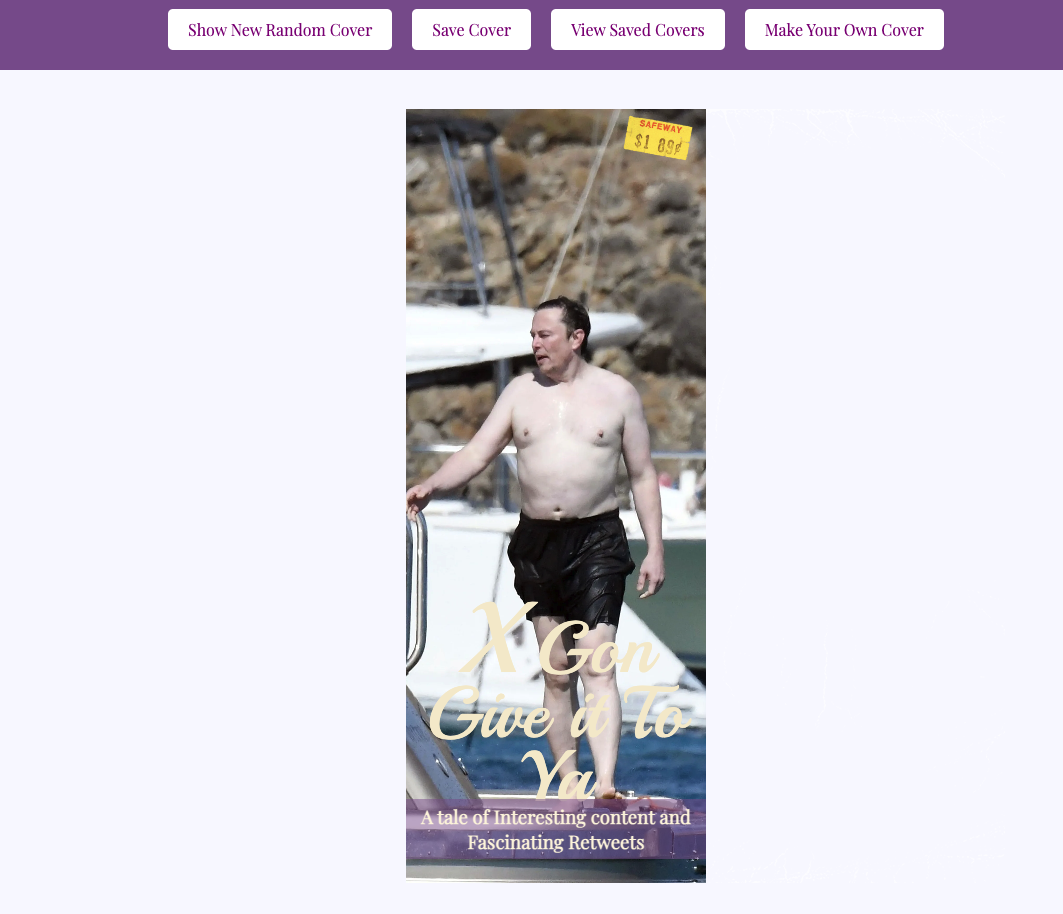 Show New Random Cover
Save Cover
View Saved Covers
Make Your Own Cover
SAFEWAY
$1 89¢
X Gon
Give it To
Ya
A tale of Interesting content and
Fascinating Retweets